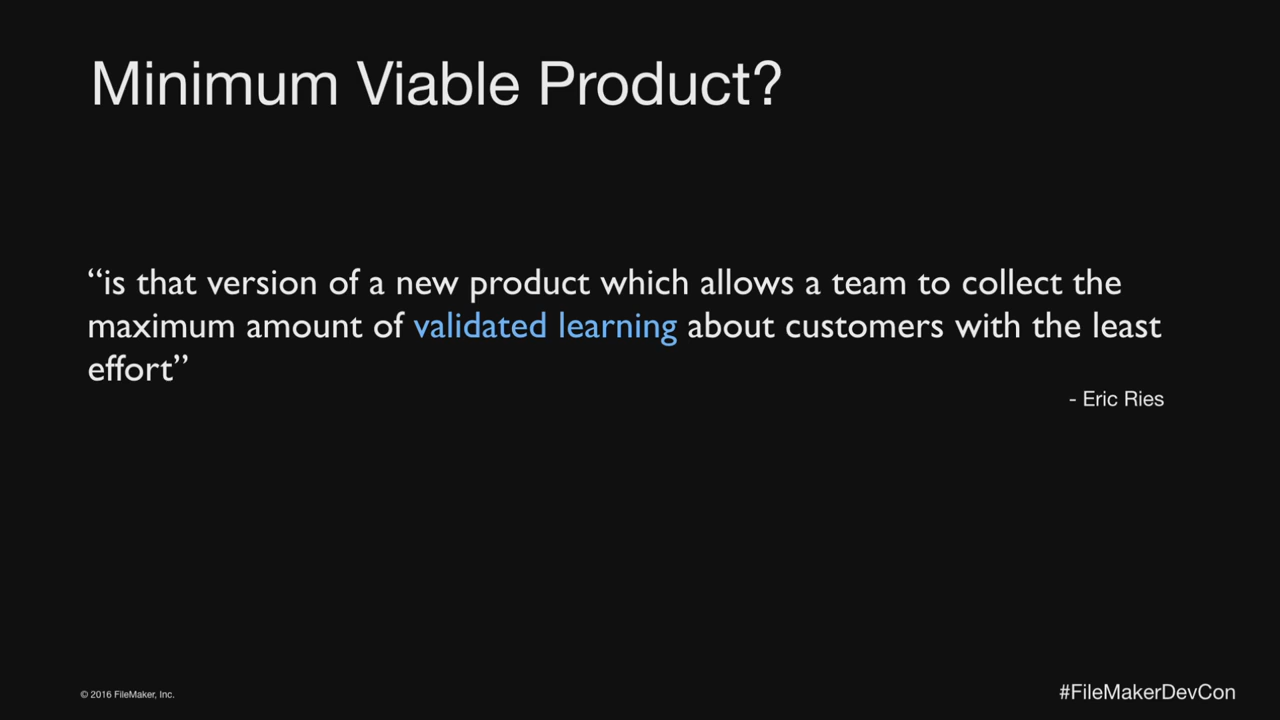 Minimum Viable Product?
“is that version of a new product which allows a team to collect the
maximum amount of validated learning about customers with the least
effort”
- Eric Ries
© 2016 FileMaker, Inc.
#FileMakerDevCon